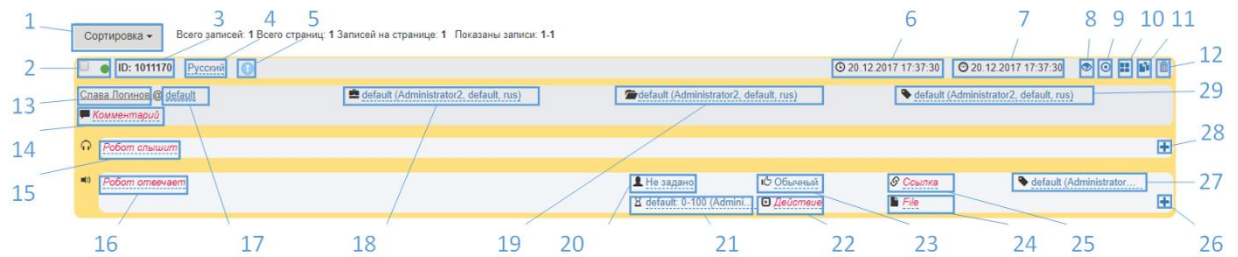 1 3 4 5 6 7 8 9 10 11
Сортировка Всего записей: 1 Всего страниц: 1 Записей на странице: 1 Показаны записи: 1-1
2 ID: 1011170 Русский 20.12.2017 17:37:30 20.12.2017 17:37:30 12
13 Слава Логинов @ default default (Administrator2, default, rus) default (Administrator2, default, rus) default (Administrator2, default, rus) 29
Комментарий
14 Робот слышит 28
15 Робот отвечает Не задано Обычный Ссылка default (Administrator... 27
default: 0-100 (Admini... Действие File
16 17 18 19 20 21 22 23 24 25 26